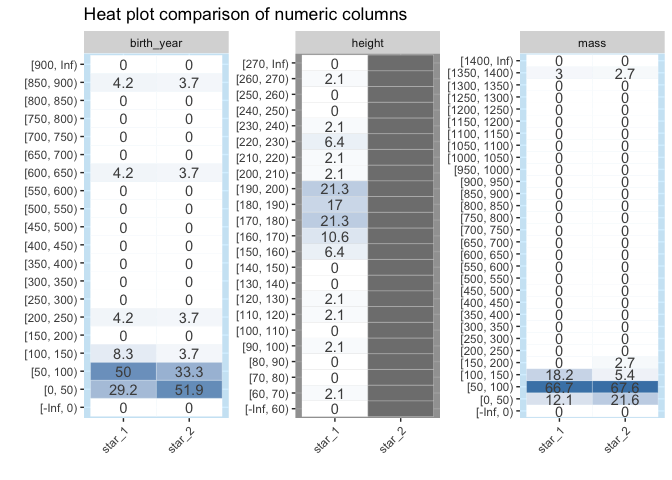 Heat plot comparison of numeric columns
birth_year
[900, Inf) 0 0
[850, 900) 4.2 3.7
[800, 850) 0 0
[750, 800) 0 0
[700, 750) 0 0
[650, 700) 0 0
[600, 650) 4.2 3.7
[550, 600) 0 0
[500, 550) 0 0
[450, 500) 0 0
[400, 450) 0 0
[350, 400) 0 0
[300, 350) 0 0
[250, 300) 0 0
[200, 250) 4.2 3.7
[150, 200) 0 0
[100, 150) 8.3 3.7
[50, 100) 50 33.3
[0, 50) 29.2 51.9
[-Inf, 0) 0 0
star_1 star_2
height
[270, Inf) 0
[260, 270) 2.1
[250, 260) 0
[240, 250) 0
[230, 240) 2.1
[220, 230) 6.4
[210, 220) 2.1
[200, 210) 2.1
[190, 200) 21.3
[180, 190) 17
[170, 180) 21.3
[160, 170) 10.6
[150, 160) 6.4
[140, 150) 0
[130, 140) 0
[120, 130) 2.1
[110, 120) 2.1
[100, 110) 0
[90, 100) 2.1
[80, 90) 0
[70, 80) 0
[60, 70) 2.1
[-Inf, 60) 0
star_1 star_2
mass
[1400, Inf) 0 0
[1350, 1400) 3 2.7
[1300, 1350) 0 0
[1250, 1300) 0 0
[1200, 1250) 0 0
[1150, 1200) 0 0
[1100, 1150) 0 0
[1050, 1100) 0 0
[1000, 1050) 0 0
[950, 1000) 0 0
[900, 950) 0 0
[850, 900) 0 0
[800, 850) 0 0
[750, 800) 0 0
[700, 750) 0 0
[650, 700) 0 0
[600, 650) 0 0
[550, 600) 0 0
[500, 550) 0 0
[450, 500) 0 0
[400, 450) 0 0
[350, 400) 0 0
[300, 350) 0 0
[250, 300) 0 0
[200, 250) 0 0
[150, 200) 0 2.7
[100, 150) 18.2 5.4
[50, 100) 66.7 67.6
[0, 50) 12.1 21.6
[-Inf, 0) 0 0
star_1 star_2